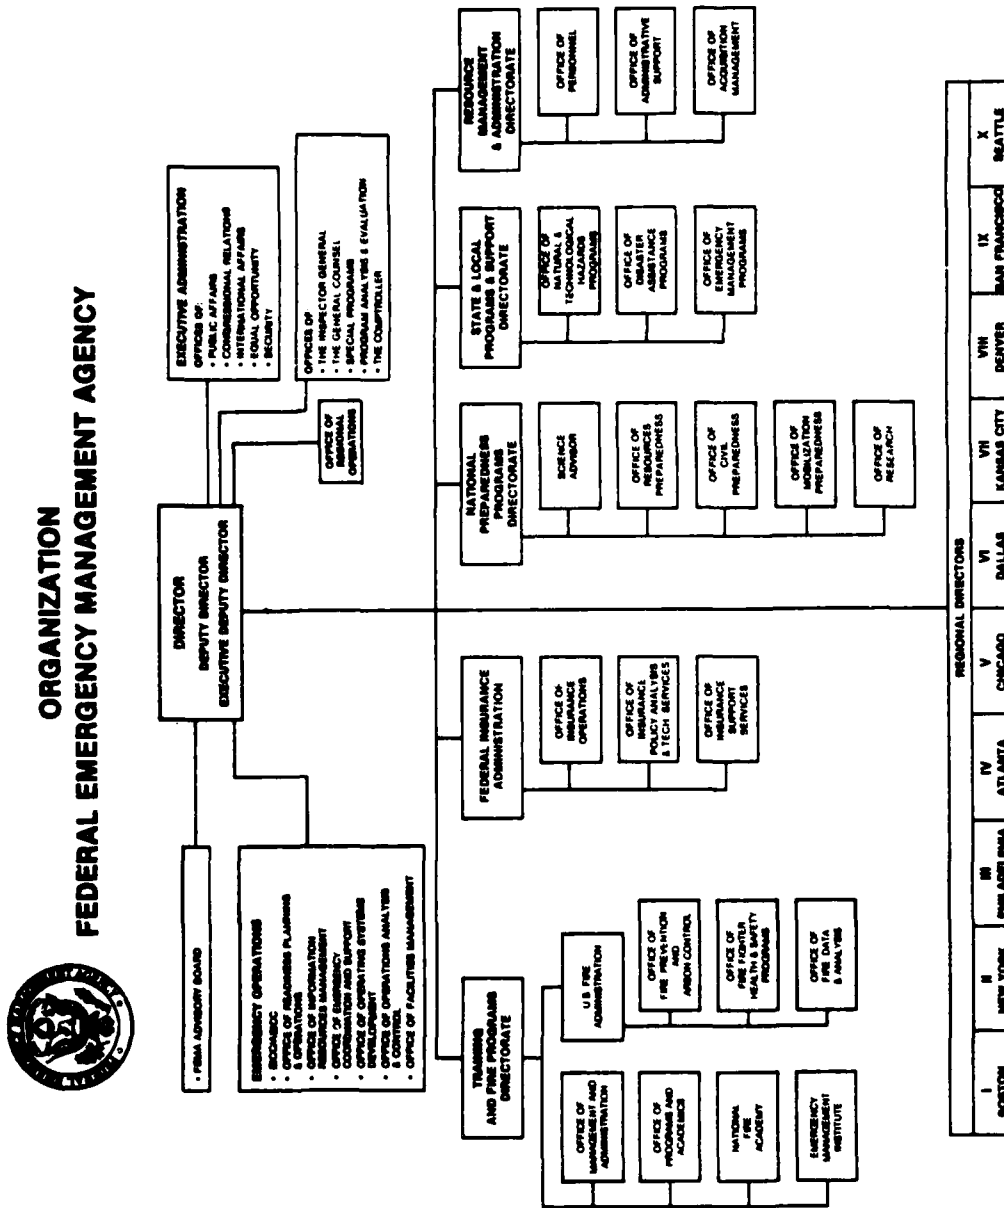 ORGANIZATION
FEDERAL EMERGENCY MANAGEMENT AGENCY
DIRECTOR
DEPUTY DIRECTOR
EXECUTIVE DEPUTY DIRECTOR
• FEMA ADVISORY BOARD
EMERGENCY OPERATIONS
• OFFICE OF READINESS PLANNING
& OPERATIONS
• OFFICE OF INFORMATION
RESOURCES MANAGEMENT
• OFFICE OF EMERGENCY
COORDINATION AND SUPPORT
• OFFICE OF OPERATING SYSTEMS
DEVELOPMENT
• OFFICE OF OPERATIONS ANALYSIS
& CONTROL
• OFFICE OF FACILITIES MANAGEMENT
EXECUTIVE ADMINISTRATION
OFFICES OF:
• PUBLIC AFFAIRS
• CONGRESSIONAL RELATIONS
• INTERNATIONAL AFFAIRS
• EQUAL OPPORTUNITY
• SECURITY
OFFICES OF
• THE INSPECTOR GENERAL
• THE GENERAL COUNSEL
• SPECIAL PROGRAMS
• PROGRAM ANALYSIS & EVALUATION
• THE COMPTROLLER
OFFICE OF
REGIONAL
OPERATIONS
TRAINING
AND FIRE PROGRAMS
DIRECTORATE
OFFICE OF
MANAGEMENT AND
ADMINISTRATION
OFFICE OF
PROGRAMS AND
ACADEMICS
NATIONAL
FIRE
ACADEMY
EMERGENCY
MANAGEMENT
INSTITUTE
U S FIRE
ADMINISTRATION
OFFICE OF
FIRE PREVENTION
AND
ARSON CONTROL
OFFICE OF
FIRE FIGHTER
HEALTH & SAFETY
PROGRAMS
OFFICE OF
FIRE DATA
& ANALYSIS
FEDERAL INSURANCE
ADMINISTRATION
OFFICE OF
INSURANCE
OPERATIONS
OFFICE OF
INSURANCE
POLICY ANALYSIS
& TECH SERVICES
OFFICE OF
INSURANCE
SUPPORT
SERVICES
NATIONAL
PREPAREDNESS
PROGRAMS
DIRECTORATE
SCIENCE
ADVISOR
OFFICE OF
RESOURCES
PREPAREDNESS
OFFICE OF
CIVIL
PREPAREDNESS
OFFICE OF
MOBILIZATION
PREPAREDNESS
OFFICE OF
RESEARCH
STATE & LOCAL
PROGRAMS & SUPPORT
DIRECTORATE
OFFICE OF
NATURAL &
TECHNOLOGICAL
HAZARDS
PROGRAMS
OFFICE OF
DISASTER
ASSISTANCE
PROGRAMS
OFFICE OF
EMERGENCY
MANAGEMENT
PROGRAMS
RESOURCE
MANAGEMENT
& ADMINISTRATION
DIRECTORATE
OFFICE OF
PERSONNEL
OFFICE OF
ADMINISTRATIVE
SUPPORT
OFFICE OF
ACQUISITION
MANAGEMENT
REGIONAL DIRECTORS
I II III IV V VI VII VIII IX X
BOSTON NEW YORK PHILADELPHIA ATLANTA CHICAGO DALLAS KANSAS CITY DENVER SAN FRANCISCO SEATTLE